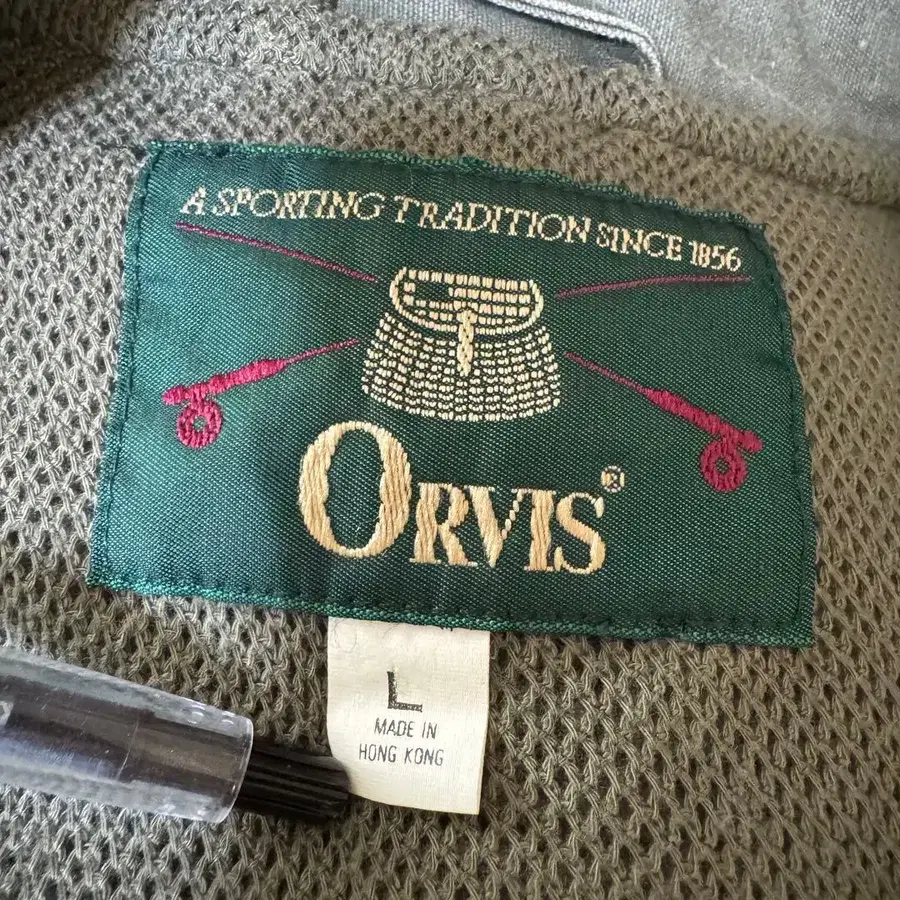 A SPORTING TRADITION SINCE 1856
ORVIS®
L
MADE IN
HONG KONG